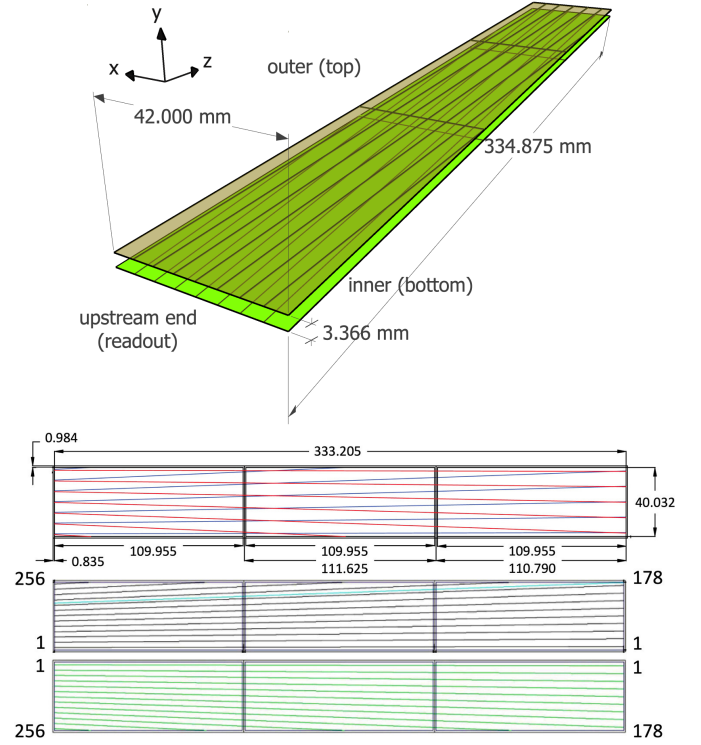 y
x
z
outer (top)
42.000 mm
334.875 mm
inner (bottom)
upstream end
(readout)
3.366 mm
0.984
333.205
40.032
109.955
109.955
109.955
0.835
111.625
110.790
256
178
1
1
1
1
256
178